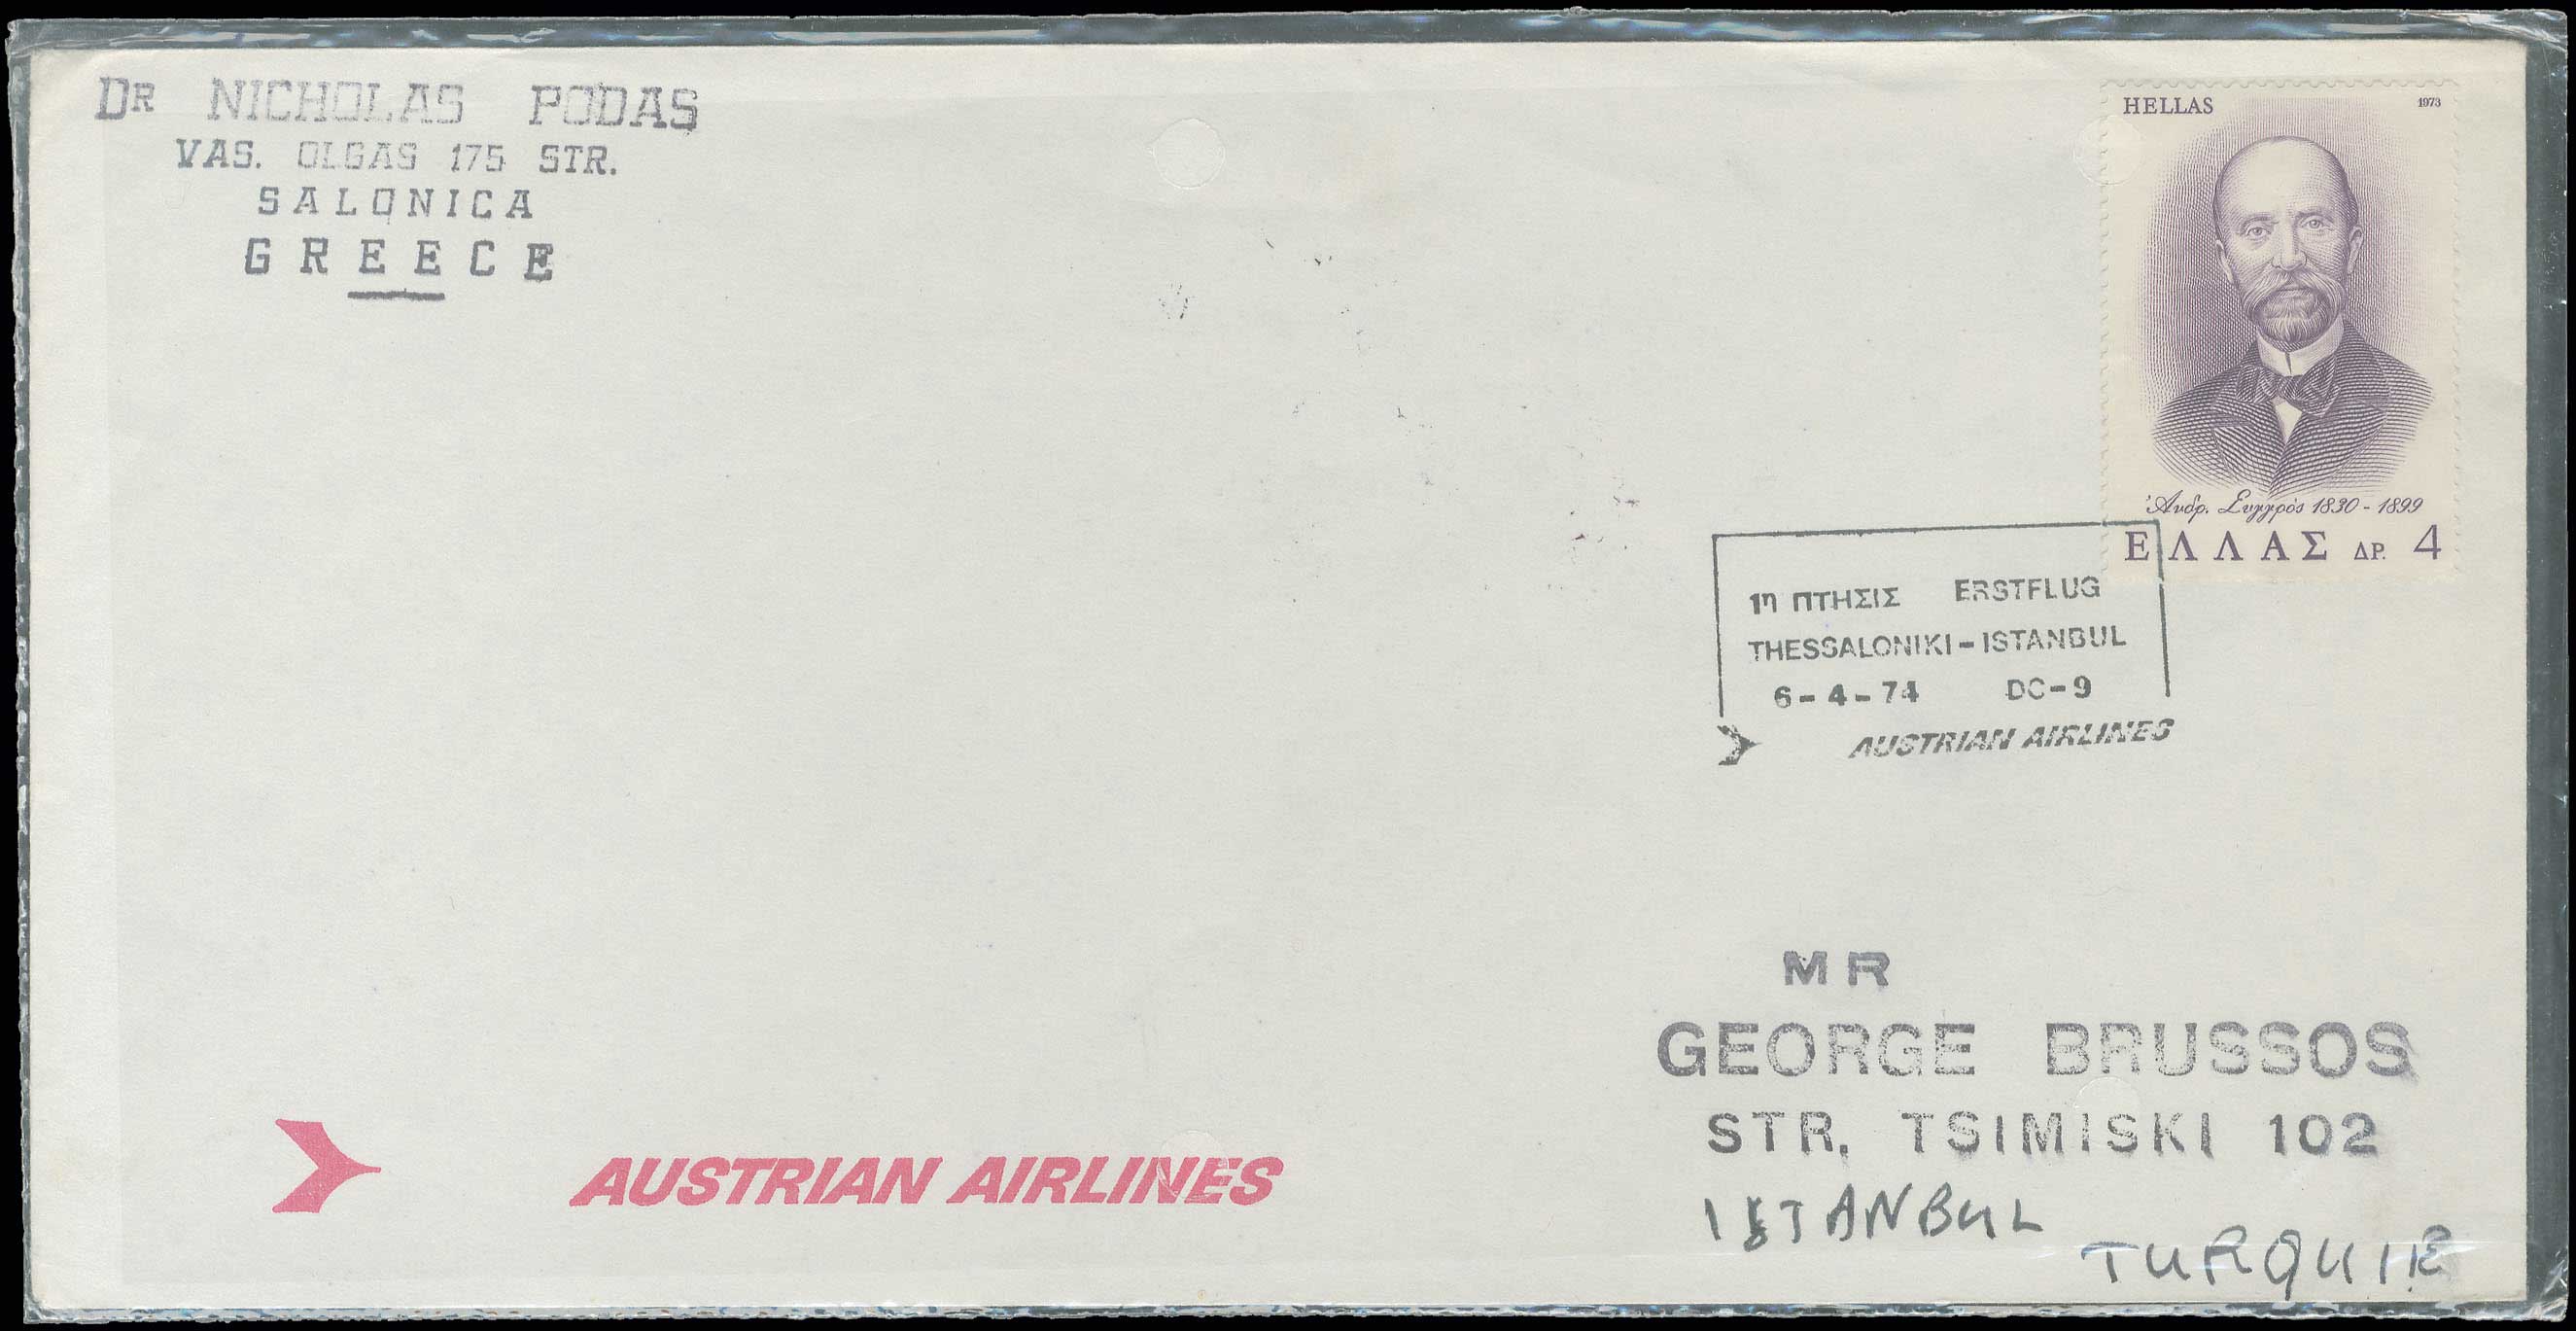 DR NICHOLAS PODAS
VAS. OLGAS 175 STR.
SALONICA
GREECE
HELLAS 1973
Ἀνδρ. Συγγρός 1830 - 1899
ΕΛΛΑΣ ΔΡ. 4
1η ΠΤΗΣΙΣ ERSTFLUG
THESSALONIKI - ISTANBUL
6 - 4 - 74 DC - 9
AUSTRIAN AIRLINES
MR
GEORGE BRUSSOS
STR. TSIMISKI 102
ISTANBUL
TURQUIE
AUSTRIAN AIRLINES